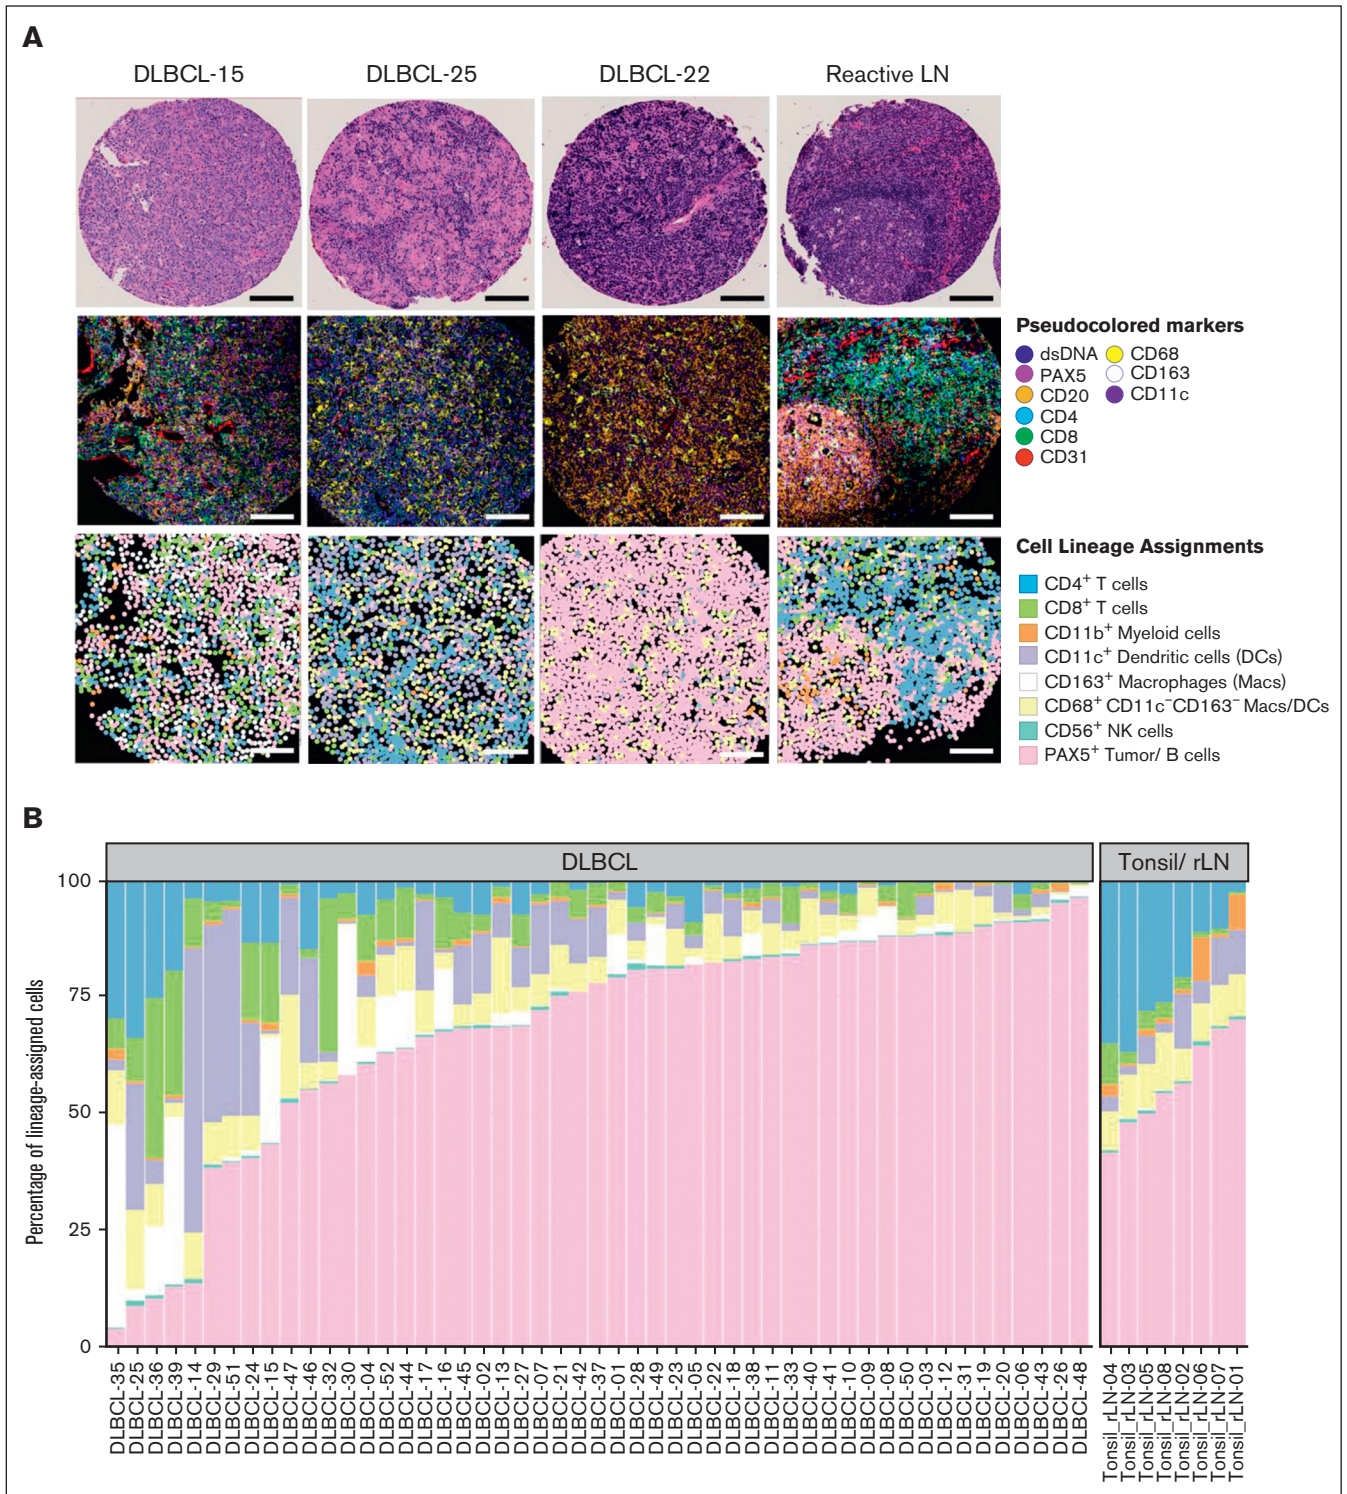 A
DLBCL-15
DLBCL-25
DLBCL-22
Reactive LN
Pseudocolored markers
dsDNA
PAX5
CD20
CD4
CD8
CD31
CD68
CD163
CD11c
Cell Lineage Assignments
CD4+ T cells
CD8+ T cells
CD11b+ Myeloid cells
CD11c+ Dendritic cells (DCs)
CD163+ Macrophages (Macs)
CD68+ CD11c−CD163− Macs/DCs
CD56+ NK cells
PAX5+ Tumor/ B cells
B
DLBCL
Tonsil/ rLN
Percentage of lineage-assigned cells
100
75
50
25
0
DLBCL-35
DLBCL-25
DLBCL-36
DLBCL-39
DLBCL-14
DLBCL-29
DLBCL-51
DLBCL-24
DLBCL-15
DLBCL-47
DLBCL-46
DLBCL-32
DLBCL-30
DLBCL-04
DLBCL-52
DLBCL-44
DLBCL-17
DLBCL-16
DLBCL-45
DLBCL-02
DLBCL-13
DLBCL-27
DLBCL-07
DLBCL-21
DLBCL-42
DLBCL-37
DLBCL-01
DLBCL-28
DLBCL-49
DLBCL-23
DLBCL-05
DLBCL-22
DLBCL-18
DLBCL-38
DLBCL-11
DLBCL-33
DLBCL-40
DLBCL-41
DLBCL-10
DLBCL-09
DLBCL-08
DLBCL-50
DLBCL-03
DLBCL-12
DLBCL-31
DLBCL-19
DLBCL-20
DLBCL-06
DLBCL-43
DLBCL-26
DLBCL-48
Tonsil_rLN-04
Tonsil_rLN-03
Tonsil_rLN-05
Tonsil_rLN-08
Tonsil_rLN-02
Tonsil_rLN-06
Tonsil_rLN-07
Tonsil_rLN-01